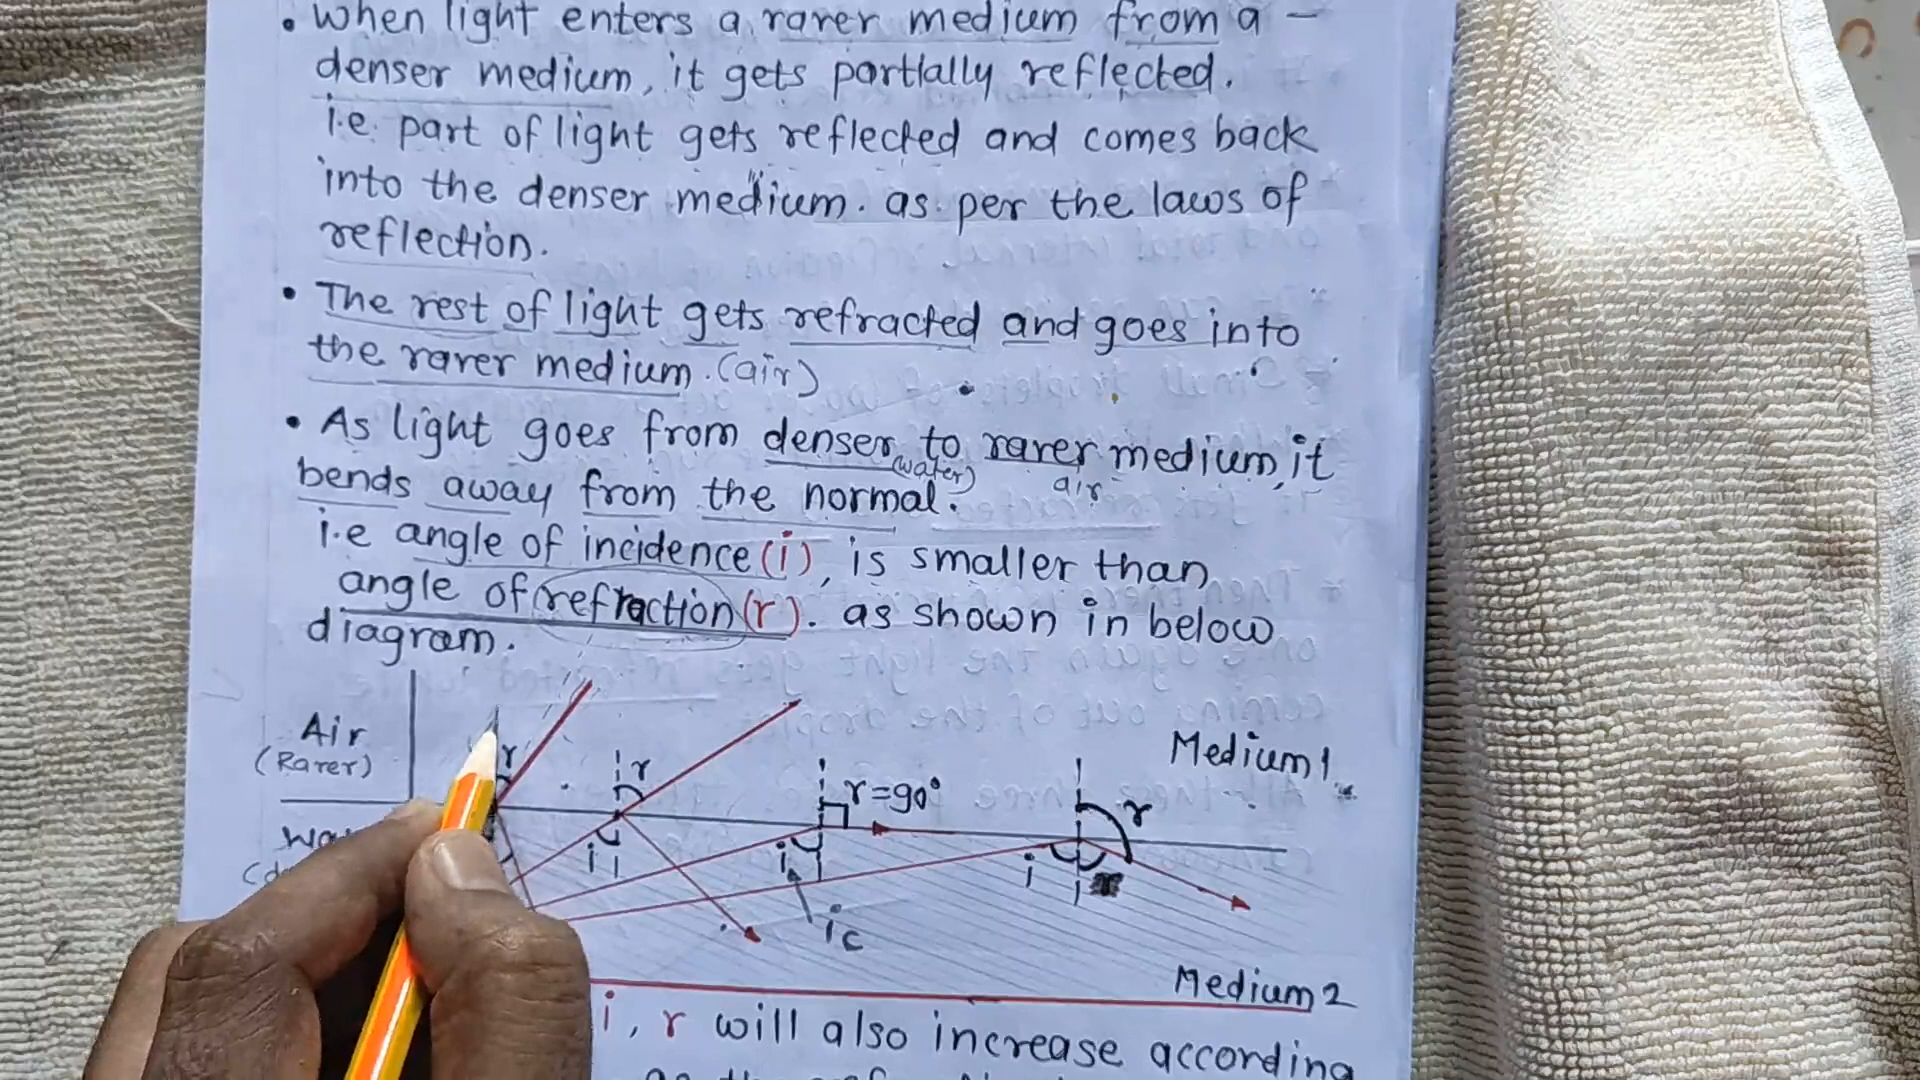 • When light enters a rarer medium from a –
denser medium, it gets partially reflected.
i.e. part of light gets reflected and comes back
into the denser medium. as per the laws of
reflection.
• The rest of light gets refracted and goes into
the rarer medium. (air)
• As light goes from denser to rarer medium, it
(water) air
bends away from the normal.
i.e angle of incidence (i), is smaller than
angle of refraction (r). as shown in below
diagram.
Air
(Rarer)
r
r
r=90°
r
Medium 1
i
i
i
ic
Medium 2
i, r will also increase according